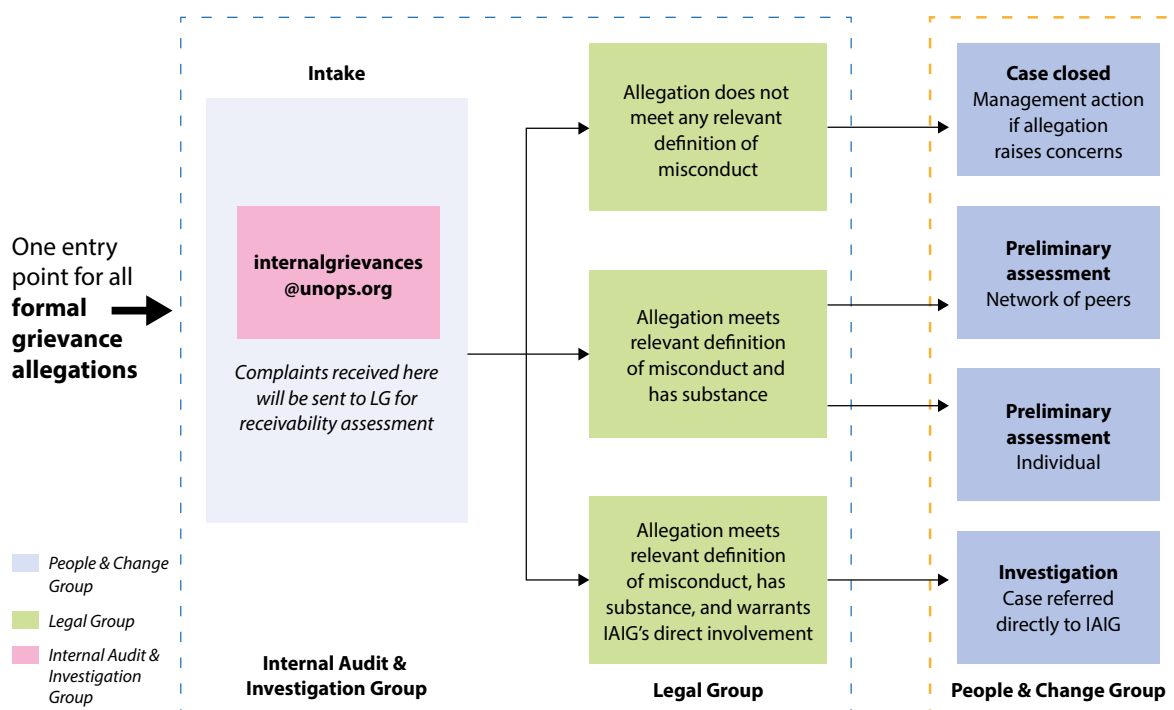 One entry
point for all
formal
grievance
allegations
Intake
internalgrievances
@unops.org
Complaints received here
will be sent to LG for
receivability assessment
Internal Audit &
Investigation Group
Allegation does not
meet any relevant
definition of
misconduct
Allegation meets
relevant definition
of misconduct and
has substance
Allegation meets
relevant definition
of misconduct, has
substance, and warrants
IAIG’s direct involvement
Legal Group
Case closed
Management action
if allegation
raises concerns
Preliminary
assessment
Network of peers
Preliminary
assessment
Individual
Investigation
Case referred
directly to IAIG
People & Change Group
People & Change
Group
Legal Group
Internal Audit &
Investigation
Group